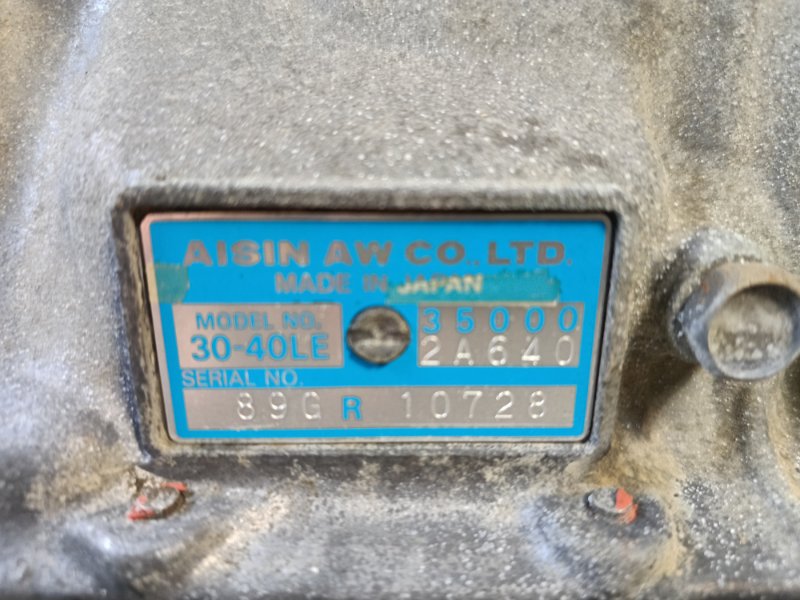 AISIN AW CO., LTD.
MADE IN JAPAN
MODEL NO. 35000
30-40LE 2A640
SERIAL NO.
89G R 10728